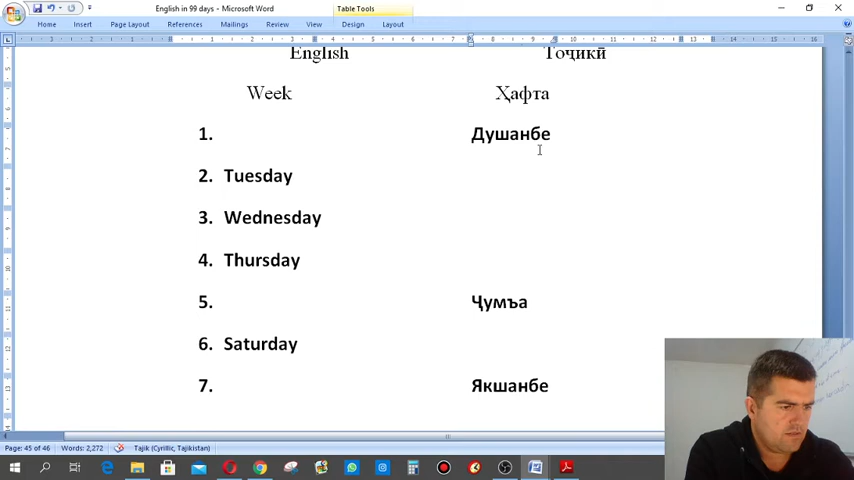 English in 99 days - Microsoft Word
Table Tools
Home Insert Page Layout References Mailings Review View Design Layout
English Тоҷикӣ
Week Ҳафта
1. Душанбе
2. Tuesday
3. Wednesday
4. Thursday
5. Ҷумъа
6. Saturday
7. Якшанбе
Page: 45 of 46 Words: 2,272 Tajik (Cyrillic, Tajikistan)